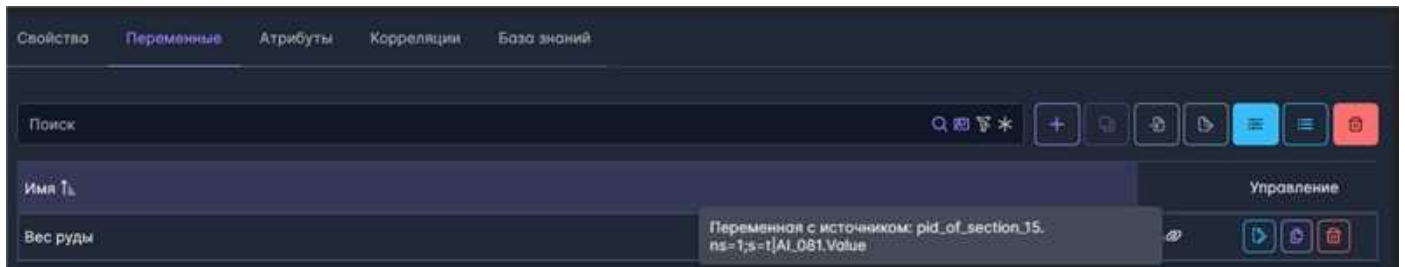 Свойства Переменные Атрибуты Корреляции База знаний
Поиск
Имя Управление
Вес руды
Переменная с источником: pid_of_section_15.
ns=1;s=t|AI_081.Value